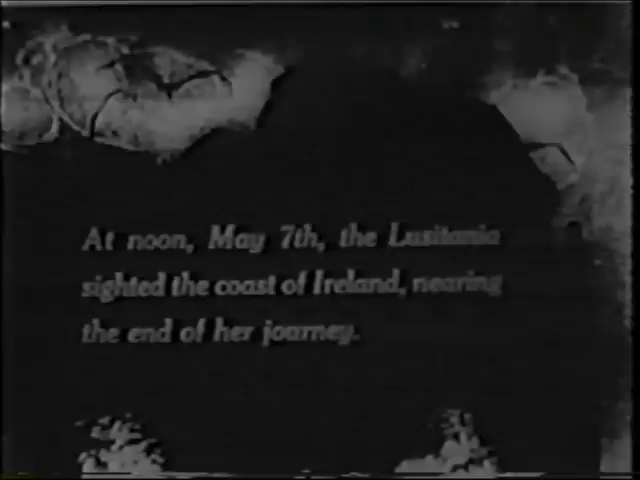 At noon, May 7th, the Lusitania
sighted the coast of Ireland, nearing
the end of her journey.